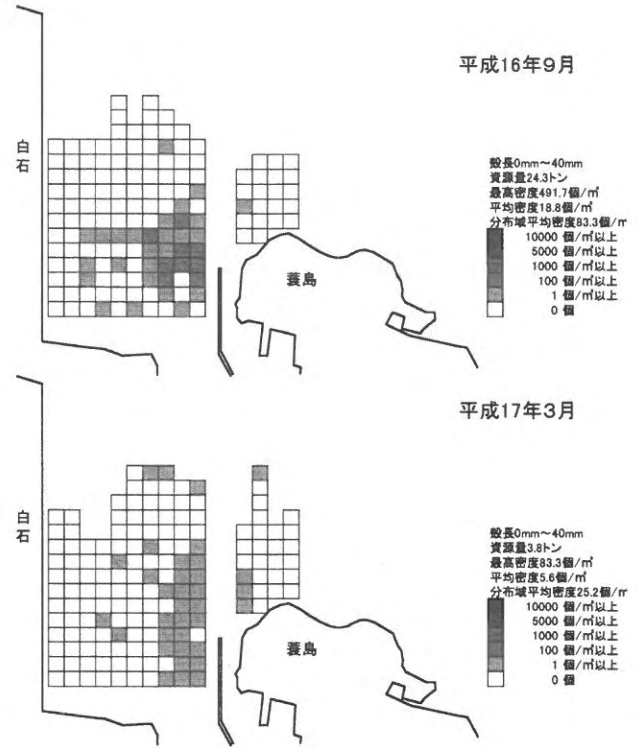 平成16年9月
白石
殻長0mm～40mm
資源量24.3トン
最高密度491.7個/㎡
平均密度18.8個/㎡
分布域平均密度83.3個/㎡
10000 個/㎡以上
5000 個/㎡以上
1000 個/㎡以上
100 個/㎡以上
1 個/㎡以上
0 個
蓑島
平成17年3月
白石
殻長0mm～40mm
資源量3.8トン
最高密度83.3個/㎡
平均密度5.6個/㎡
分布域平均密度25.2個/㎡
10000 個/㎡以上
5000 個/㎡以上
1000 個/㎡以上
100 個/㎡以上
1 個/㎡以上
0 個
蓑島